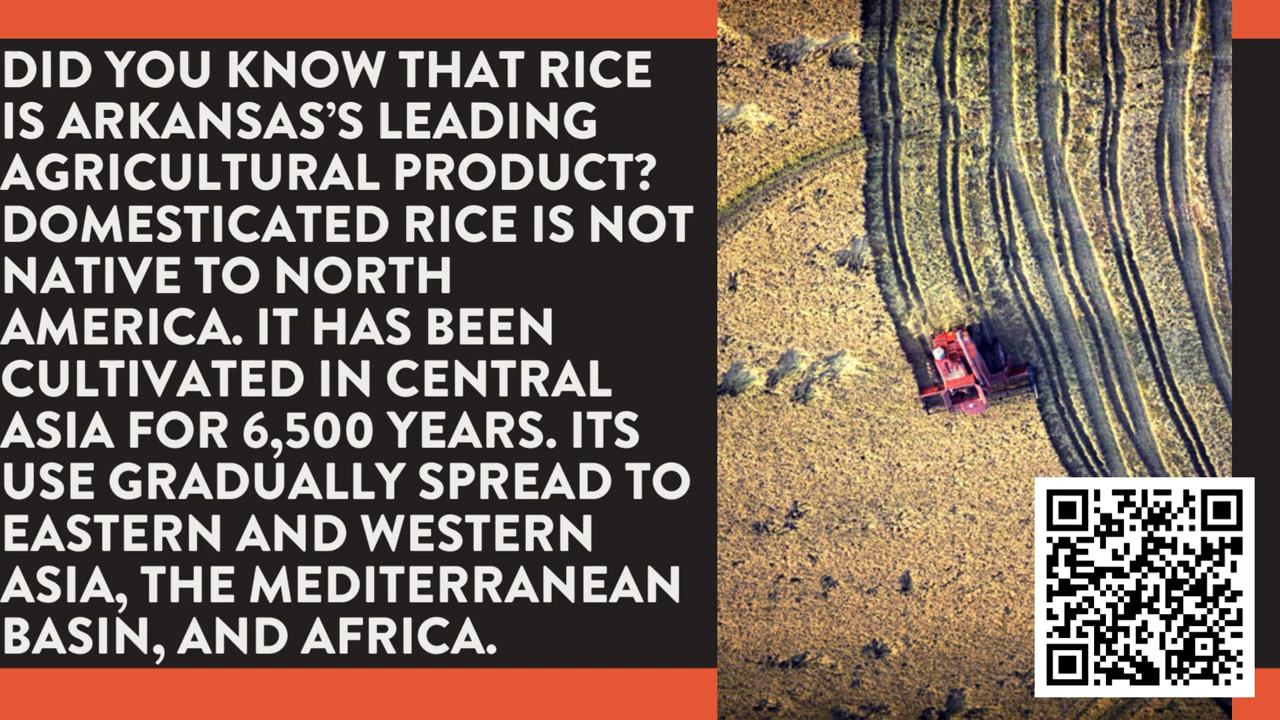 DID YOU KNOW THAT RICE
IS ARKANSAS’S LEADING
AGRICULTURAL PRODUCT?
DOMESTICATED RICE IS NOT
NATIVE TO NORTH
AMERICA. IT HAS BEEN
CULTIVATED IN CENTRAL
ASIA FOR 6,500 YEARS. ITS
USE GRADUALLY SPREAD TO
EASTERN AND WESTERN
ASIA, THE MEDITERRANEAN
BASIN, AND AFRICA.